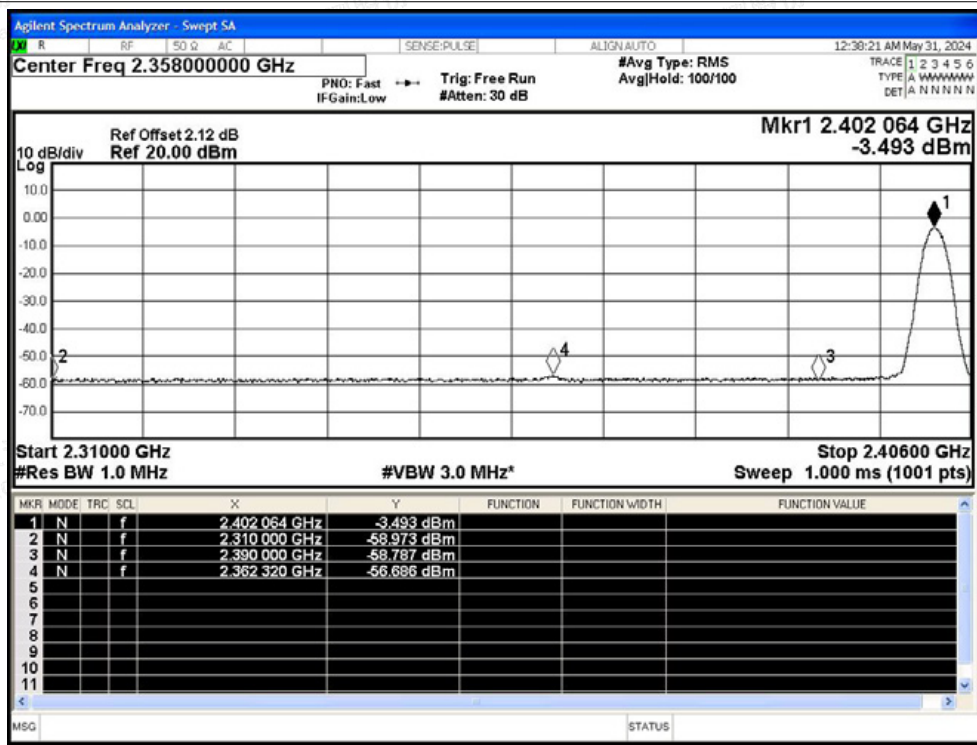 Agilent Spectrum Analyzer - Swept SA
R RF 50 Ω AC SENSE:PULSE ALIGN AUTO 12:38:21 AM May 31, 2024
Center Freq 2.358000000 GHz #Avg Type: RMS TRACE 1 2 3 4 5 6
PNO: Fast Trig: Free Run Avg|Hold: 100/100 TYPE A WWWWW
IFGain:Low #Atten: 30 dB DET A N N N N N
Mkr1 2.402 064 GHz
-3.493 dBm
Ref Offset 2.12 dB
10 dB/div Ref 20.00 dBm
Log
10.0
0.00
-10.0
-20.0
-30.0
-40.0
-50.0
-60.0
-70.0
1
2
4
3
Start 2.31000 GHz Stop 2.40600 GHz
#Res BW 1.0 MHz #VBW 3.0 MHz* Sweep 1.000 ms (1001 pts)
MKR MODE TRC SCL X Y FUNCTION FUNCTION WIDTH FUNCTION VALUE
1 N f 2.402 064 GHz -3.493 dBm
2 N f 2.310 000 GHz -58.973 dBm
3 N f 2.390 000 GHz -58.787 dBm
4 N f 2.362 320 GHz -56.686 dBm
5
6
7
8
9
10
11
MSG STATUS